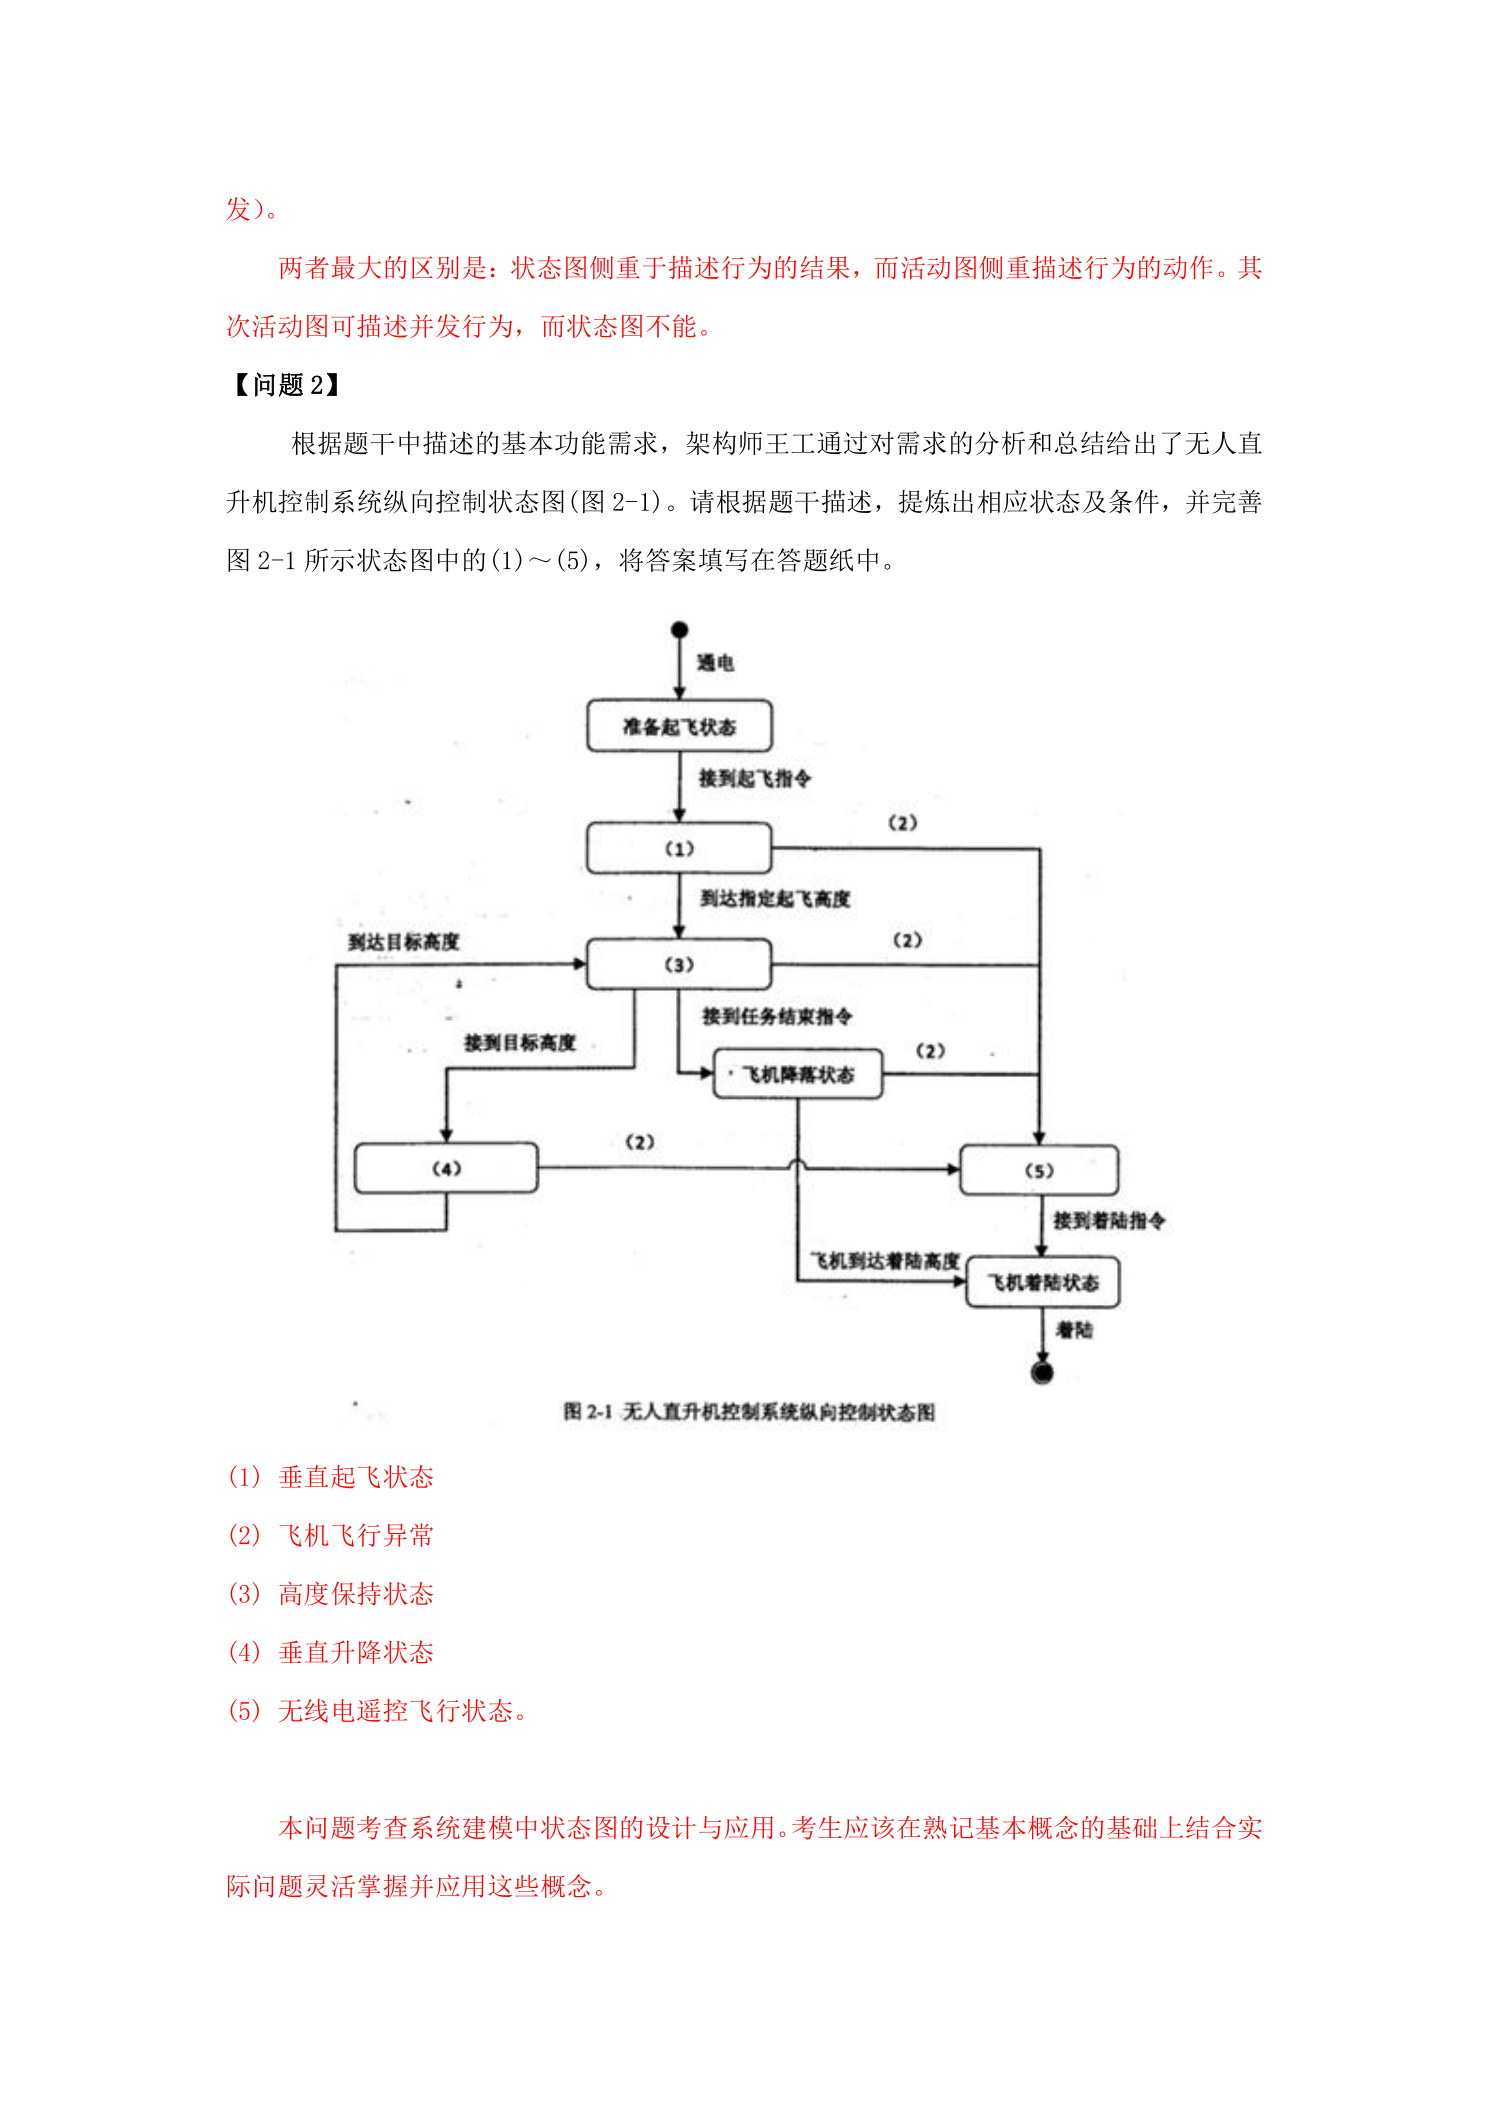 发）。
两者最大的区别是：状态图侧重于描述行为的结果，而活动图侧重描述行为的动作。其
次活动图可描述并发行为，而状态图不能。
【问题 2】
根据题干中描述的基本功能需求，架构师王工通过对需求的分析和总结给出了无人直
升机控制系统纵向控制状态图(图 2-1)。请根据题干描述，提炼出相应状态及条件，并完善
图 2-1 所示状态图中的(1)～(5)，将答案填写在答题纸中。
通电
准备起飞状态
接到起飞指令
（2）
（1）
到达指定起飞高度
到达目标高度
（2）
（3）
接到任务结束指令
接到目标高度
（2）
飞机降落状态
（2）
（4）
（5）
接到着陆指令
飞机到达着陆高度
飞机着陆状态
着陆
图 2-1 无人直升机控制系统纵向控制状态图
(1) 垂直起飞状态
(2) 飞机飞行异常
(3) 高度保持状态
(4) 垂直升降状态
(5) 无线电遥控飞行状态。
本问题考查系统建模中状态图的设计与应用。考生应该在熟记基本概念的基础上结合实
际问题灵活掌握并应用这些概念。